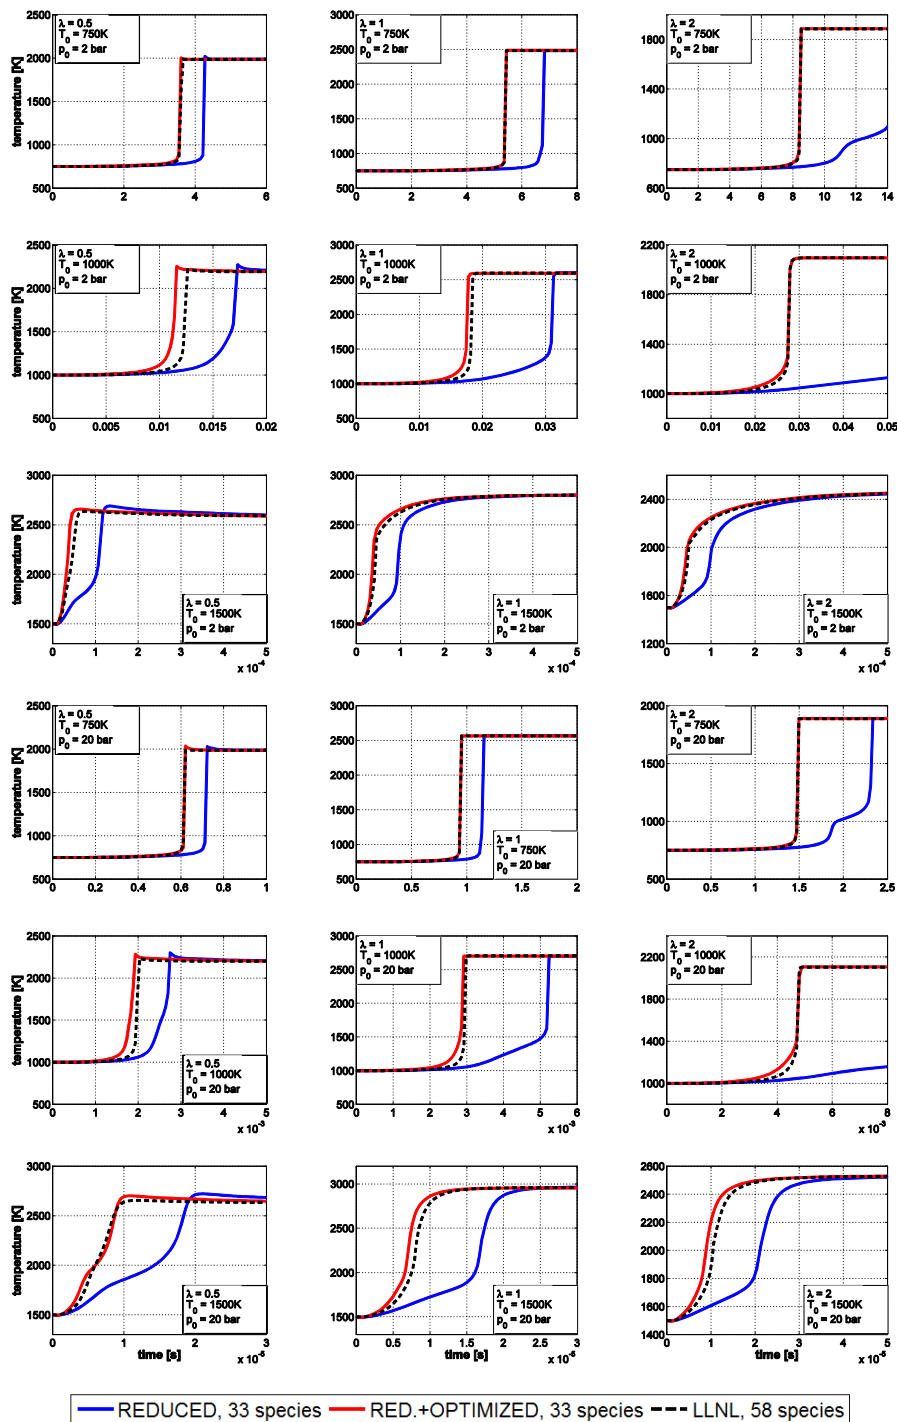 λ = 0.5
T0 = 750K
p0 = 2 bar
temperature [K]
2500
2000
1500
1000
500
0 2 4 6
λ = 1
T0 = 750K
p0 = 2 bar
3000
2500
2000
1500
1000
500
0 2 4 6 8
λ = 2
T0 = 750K
p0 = 2 bar
1800
1400
1000
600
0 2 4 6 8 10 12 14
λ = 0.5
T0 = 1000K
p0 = 2 bar
temperature [K]
2500
2000
1500
1000
500
0 0.005 0.01 0.015 0.02
λ = 1
T0 = 1000K
p0 = 2 bar
3000
2500
2000
1500
1000
500
0 0.01 0.02 0.03
λ = 2
T0 = 1000K
p0 = 2 bar
2200
1800
1400
1000
0 0.01 0.02 0.03 0.04 0.05
temperature [K]
3000
2500
2000
1500
λ = 0.5
T0 = 1500K
p0 = 2 bar
0 1 2 3 4 5
x 10-4
3000
2500
2000
1500
λ = 1
T0 = 1500K
p0 = 2 bar
0 1 2 3 4 5
x 10-4
2400
2000
1600
1200
λ = 2
T0 = 1500K
p0 = 2 bar
0 1 2 3 4 5
x 10-4
λ = 0.5
T0 = 750K
p0 = 20 bar
temperature [K]
2500
2000
1500
1000
500
0 0.2 0.4 0.6 0.8 1
3000
2500
2000
1500
1000
500
λ = 1
T0 = 750K
p0 = 20 bar
0 0.5 1 1.5 2
λ = 2
T0 = 750K
p0 = 20 bar
2000
1500
1000
500
0 0.5 1 1.5 2 2.5
temperature [K]
2500
2000
1500
1000
500
λ = 0.5
T0 = 1000K
p0 = 20 bar
0 1 2 3 4 5
x 10-3
λ = 1
T0 = 1000K
p0 = 20 bar
3000
2500
2000
1500
1000
500
0 1 2 3 4 5 6
x 10-3
λ = 2
T0 = 1000K
p0 = 20 bar
2200
1800
1400
1000
0 2 4 6 8
x 10-3
temperature [K]
3000
2500
2000
1500
λ = 0.5
T0 = 1500K
p0 = 20 bar
0 1 2 3
time [s]
x 10-5
3000
2500
2000
1500
λ = 1
T0 = 1500K
p0 = 20 bar
0 0.5 1 1.5 2 2.5 3
time [s]
x 10-5
2600
2400
2200
2000
1800
1600
1400
λ = 2
T0 = 1500K
p0 = 20 bar
0 1 2 3 4 5
time [s]
x 10-5
REDUCED, 33 species RED.+OPTIMIZED, 33 species LLNL, 58 species